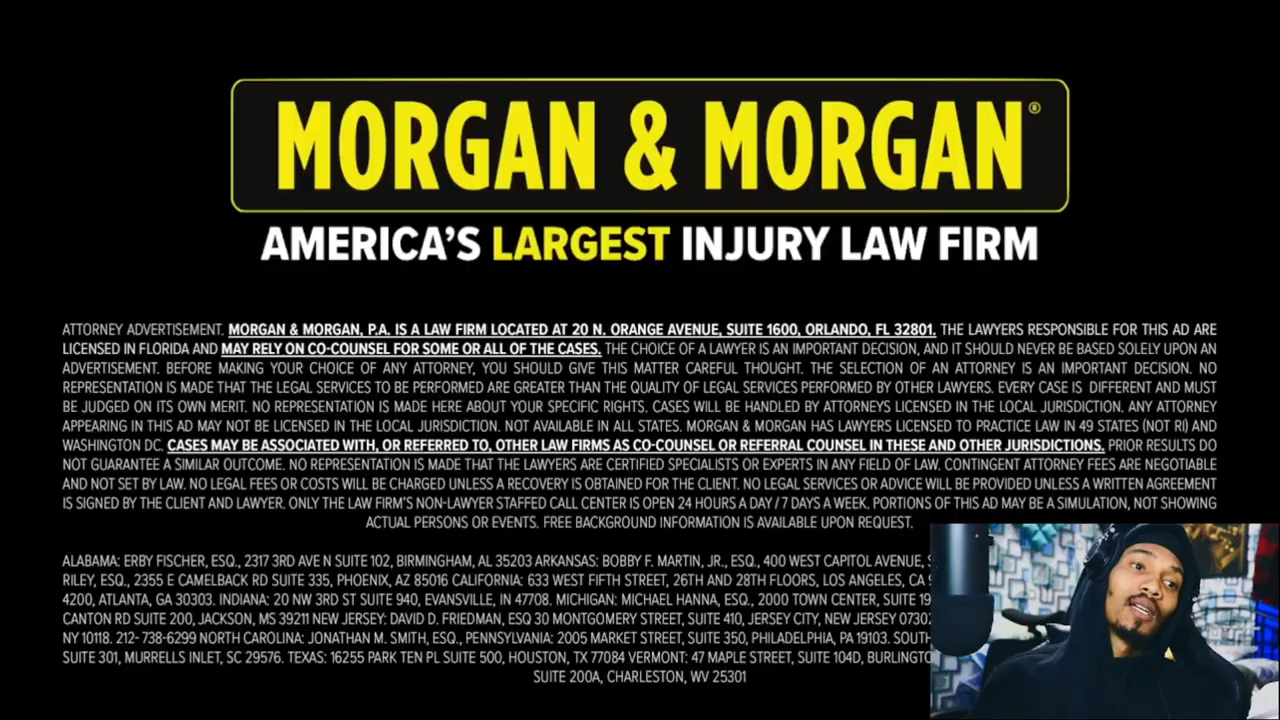 MORGAN & MORGAN®
AMERICA'S LARGEST INJURY LAW FIRM
ATTORNEY ADVERTISEMENT. MORGAN & MORGAN, P.A. IS A LAW FIRM LOCATED AT 20 N. ORANGE AVENUE, SUITE 1600, ORLANDO, FL 32801. THE LAWYERS RESPONSIBLE FOR THIS AD ARE
LICENSED IN FLORIDA AND MAY RELY ON CO-COUNSEL FOR SOME OR ALL OF THE CASES. THE CHOICE OF A LAWYER IS AN IMPORTANT DECISION, AND IT SHOULD NEVER BE BASED SOLELY UPON AN
ADVERTISEMENT. BEFORE MAKING YOUR CHOICE OF ANY ATTORNEY, YOU SHOULD GIVE THIS MATTER CAREFUL THOUGHT. THE SELECTION OF AN ATTORNEY IS AN IMPORTANT DECISION. NO
REPRESENTATION IS MADE THAT THE LEGAL SERVICES TO BE PERFORMED ARE GREATER THAN THE QUALITY OF LEGAL SERVICES PERFORMED BY OTHER LAWYERS. EVERY CASE IS DIFFERENT AND MUST
BE JUDGED ON ITS OWN MERIT. NO REPRESENTATION IS MADE HERE ABOUT YOUR SPECIFIC RIGHTS. CASES WILL BE HANDLED BY ATTORNEYS LICENSED IN THE LOCAL JURISDICTION. ANY ATTORNEY
APPEARING IN THIS AD MAY NOT BE LICENSED IN THE LOCAL JURISDICTION. NOT AVAILABLE IN ALL STATES. MORGAN & MORGAN HAS LAWYERS LICENSED TO PRACTICE LAW IN 49 STATES (NOT RI) AND
WASHINGTON DC. CASES MAY BE ASSOCIATED WITH, OR REFERRED TO, OTHER LAW FIRMS AS CO-COUNSEL OR REFERRAL COUNSEL IN THESE AND OTHER JURISDICTIONS. PRIOR RESULTS DO
NOT GUARANTEE A SIMILAR OUTCOME. NO REPRESENTATION IS MADE THAT THE LAWYERS ARE CERTIFIED SPECIALISTS OR EXPERTS IN ANY FIELD OF LAW. CONTINGENT ATTORNEY FEES ARE NEGOTIABLE
AND NOT SET BY LAW. NO LEGAL FEES OR COSTS WILL BE CHARGED UNLESS A RECOVERY IS OBTAINED FOR THE CLIENT. NO LEGAL SERVICES OR ADVICE WILL BE PROVIDED UNLESS A WRITTEN AGREEMENT
IS SIGNED BY THE CLIENT AND LAWYER. ONLY THE LAW FIRM'S NON-LAWYER STAFFED CALL CENTER IS OPEN 24 HOURS A DAY / 7 DAYS A WEEK. PORTIONS OF THIS AD MAY BE A SIMULATION, NOT SHOWING
ACTUAL PERSONS OR EVENTS. FREE BACKGROUND INFORMATION IS AVAILABLE UPON REQUEST.
ALABAMA: ERBY FISCHER, ESQ., 2317 3RD AVE N SUITE 102, BIRMINGHAM, AL 35203 ARKANSAS: BOBBY F. MARTIN, JR., ESQ., 400 WEST CAPITOL AVENUE,
RILEY, ESQ., 2355 E CAMELBACK RD SUITE 335, PHOENIX, AZ 85016 CALIFORNIA: 633 WEST FIFTH STREET, 26TH AND 28TH FLOORS, LOS ANGELES, CA
4200, ATLANTA, GA 30303. INDIANA: 20 NW 3RD ST SUITE 940, EVANSVILLE, IN 47708. MICHIGAN: MICHAEL HANNA, ESQ., 2000 TOWN CENTER, SUITE 19
CANTON RD SUITE 200, JACKSON, MS 39211 NEW JERSEY: DAVID D. FRIEDMAN, ESQ 30 MONTGOMERY STREET, SUITE 410, JERSEY CITY, NEW JERSEY 0730
NY 10118. 212- 738-6299 NORTH CAROLINA: JONATHAN M. SMITH, ESQ., PENNSYLVANIA: 2005 MARKET STREET, SUITE 350, PHILADELPHIA, PA 19103. SOUTH
SUITE 301, MURRELLS INLET, SC 29576. TEXAS: 16255 PARK TEN PL SUITE 500, HOUSTON, TX 77084 VERMONT: 47 MAPLE STREET, SUITE 104D, BURLINGTO
SUITE 200A, CHARLESTON, WV 25301